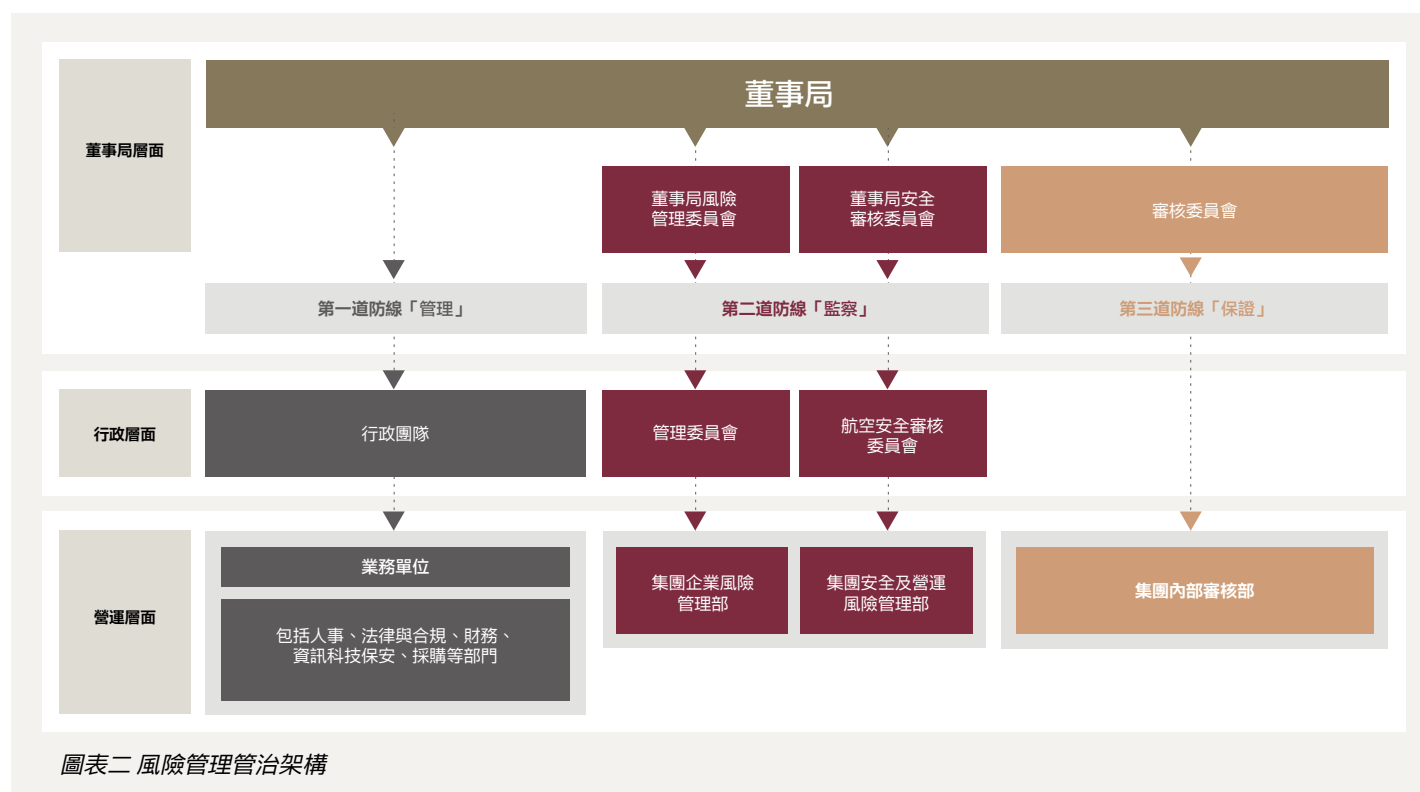 董事局
董事局層面
董事局風險
管理委員會
董事局安全
審核委員會
審核委員會
第一道防線「管理」
第二道防線「監察」
第三道防線「保證」
行政層面
行政團隊
管理委員會
航空安全審核
委員會
營運層面
業務單位
包括人事、法律與合規、財務、
資訊科技保安、採購等部門
集團企業風險
管理部
集團安全及營運
風險管理部
集團內部審核部
圖表二 風險管理管治架構